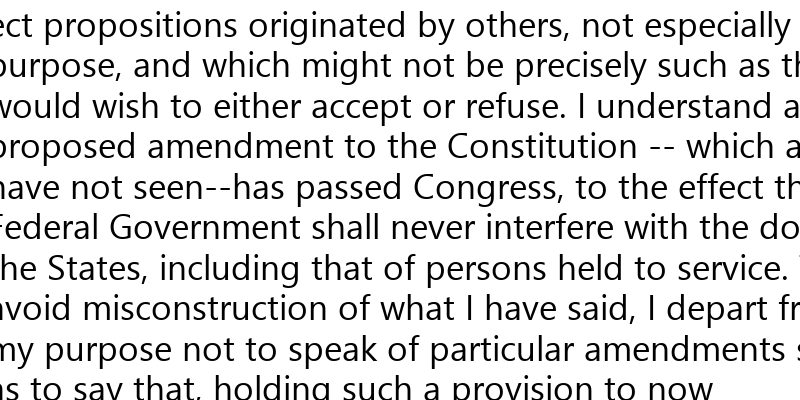 ect propositions originated by others, not especially
purpose, and which might not be precisely such as th
would wish to either accept or refuse. I understand a
proposed amendment to the Constitution -- which a
have not seen--has passed Congress, to the effect th
Federal Government shall never interfere with the do
the States, including that of persons held to service.
avoid misconstruction of what I have said, I depart fr
my purpose not to speak of particular amendments s
as to say that, holding such a provision to now